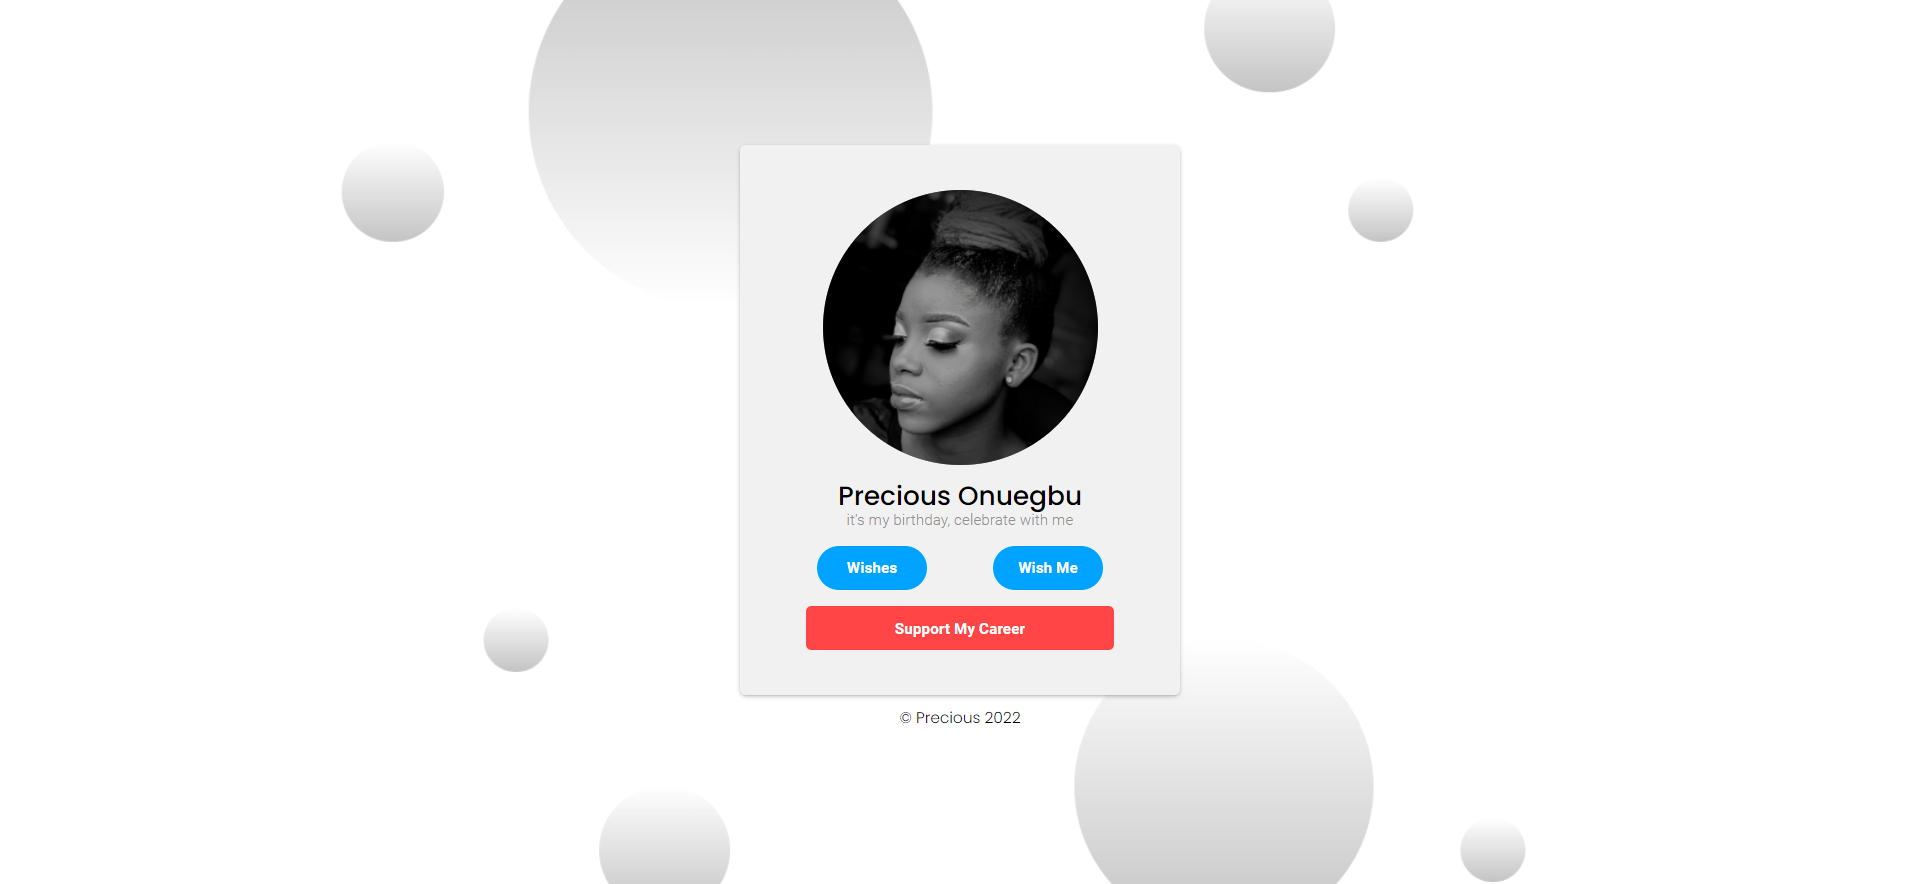 Precious Onuegbu
it's my birthday, celebrate with me
Wishes
Wish Me
Support My Career
© Precious 2022